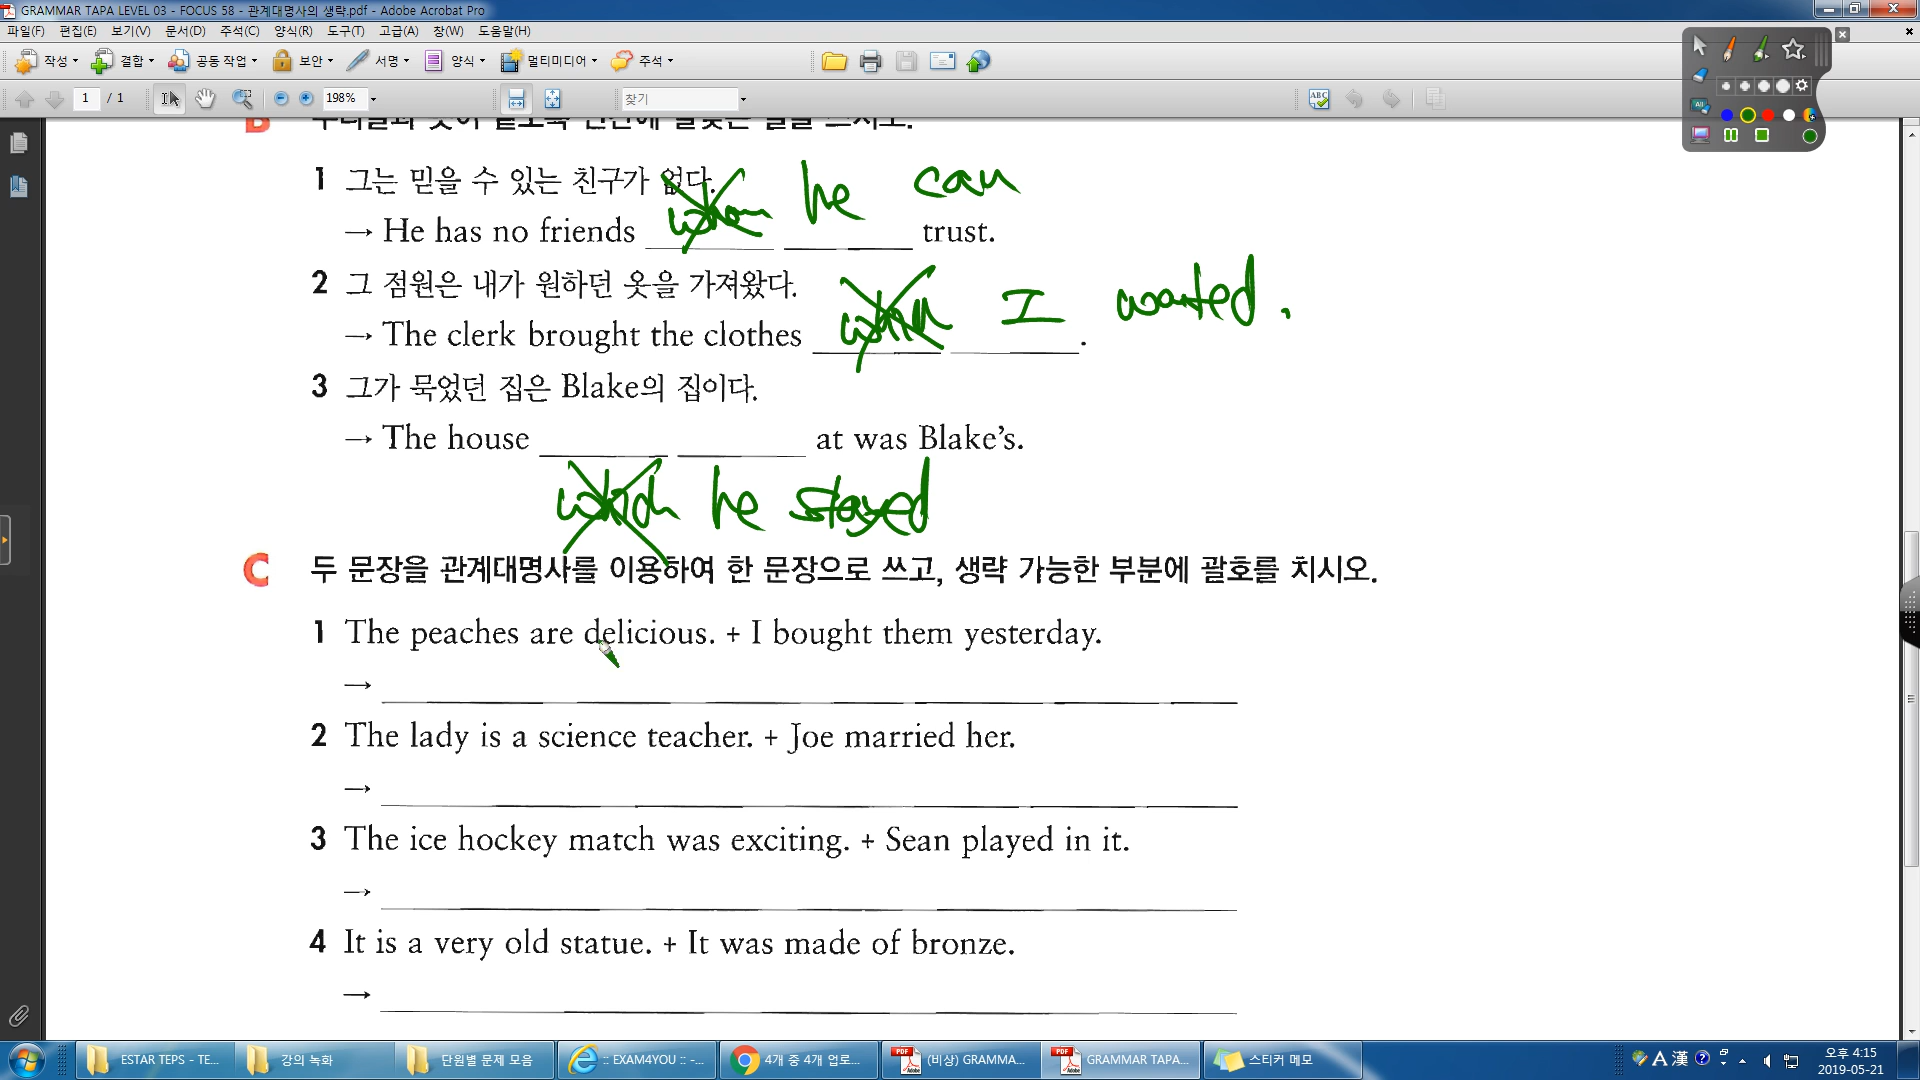 GRAMMAR TAPA LEVEL 03 - FOCUS 58 - 관계대명사의 생략.pdf - Adobe Acrobat Pro
파일(F) 편집(E) 보기(V) 문서(D) 주석(C) 양식(R) 도구(T) 고급(A) 창(W) 도움말(H)
작성 결합 공동 작업 보안 서명 양식 멀티미디어 주석
1 / 1 198% 찾기
B
1 그는 믿을 수 있는 친구가 없다.
whom he can
→ He has no friends ________ ________ trust.
2 그 점원은 내가 원하던 옷을 가져왔다.
which I wanted.
→ The clerk brought the clothes ________ ________.
3 그가 묵었던 집은 Blake의 집이다.
→ The house ________ ________ at was Blake's.
which he stayed
C 두 문장을 관계대명사를 이용하여 한 문장으로 쓰고, 생략 가능한 부분에 괄호를 치시오.
1 The peaches are delicious. + I bought them yesterday.
→
2 The lady is a science teacher. + Joe married her.
→
3 The ice hockey match was exciting. + Sean played in it.
→
4 It is a very old statue. + It was made of bronze.
→
ESTAR TEPS - TE... 강의 녹화 단원별 문제 모음 :: EXAM4YOU :: -... 4개 중 4개 업로... (비상) GRAMMA... GRAMMAR TAPA... 스티커 메모
A 漢 오후 4:15
2019-05-21